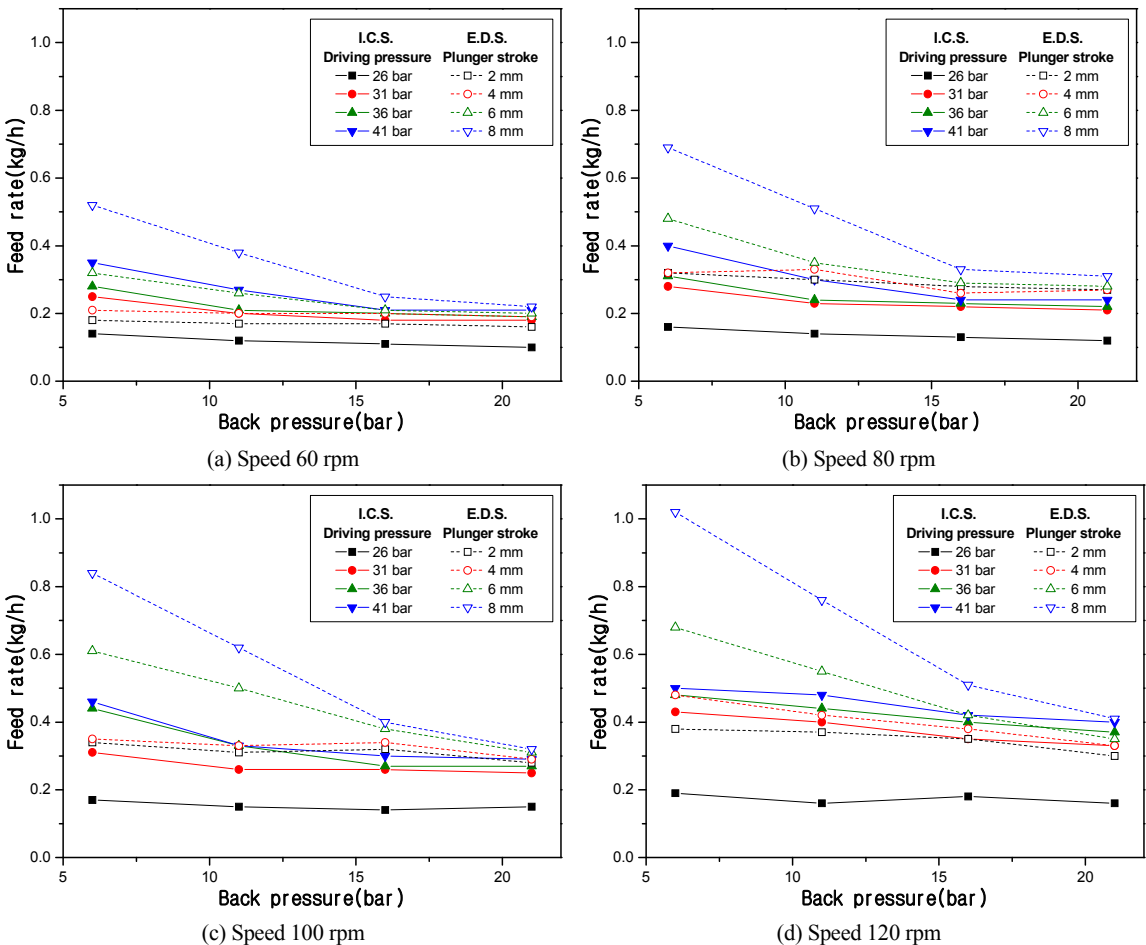 I.C.S. E.D.S.
Driving pressure Plunger stroke
26 bar 2 mm
31 bar 4 mm
36 bar 6 mm
41 bar 8 mm
1.0
0.8
0.6
0.4
0.2
0.0
Feed rate(kg/h)
5 10 15 20
Back pressure(bar)
(a) Speed 60 rpm
I.C.S. E.D.S.
Driving pressure Plunger stroke
26 bar 2 mm
31 bar 4 mm
36 bar 6 mm
41 bar 8 mm
1.0
0.8
0.6
0.4
0.2
0.0
Feed rate(kg/h)
5 10 15 20
Back pressure(bar)
(b) Speed 80 rpm
I.C.S. E.D.S.
Driving pressure Plunger stroke
26 bar 2 mm
31 bar 4 mm
36 bar 6 mm
41 bar 8 mm
1.0
0.8
0.6
0.4
0.2
0.0
Feed rate(kg/h)
5 10 15 20
Back pressure(bar)
(c) Speed 100 rpm
I.C.S. E.D.S.
Driving pressure Plunger stroke
26 bar 2 mm
31 bar 4 mm
36 bar 6 mm
41 bar 8 mm
1.0
0.8
0.6
0.4
0.2
0.0
Feed rate(kg/h)
5 10 15 20
Back pressure(bar)
(d) Speed 120 rpm